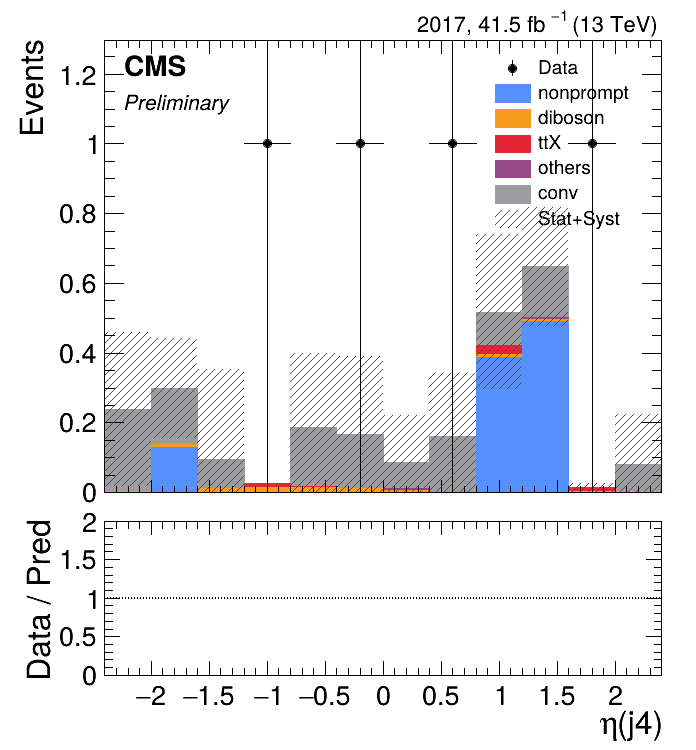 2017, 41.5 fb⁻¹ (13 TeV)
CMS
Preliminary
Events
Data
nonprompt
diboson
ttX
others
conv
Stat+Syst
1.2
1
0.8
0.6
0.4
0.2
0
Data / Pred
2
1.5
1
0.5
0
−2 −1.5 −1 −0.5 0 0.5 1 1.5 2
η(j4)